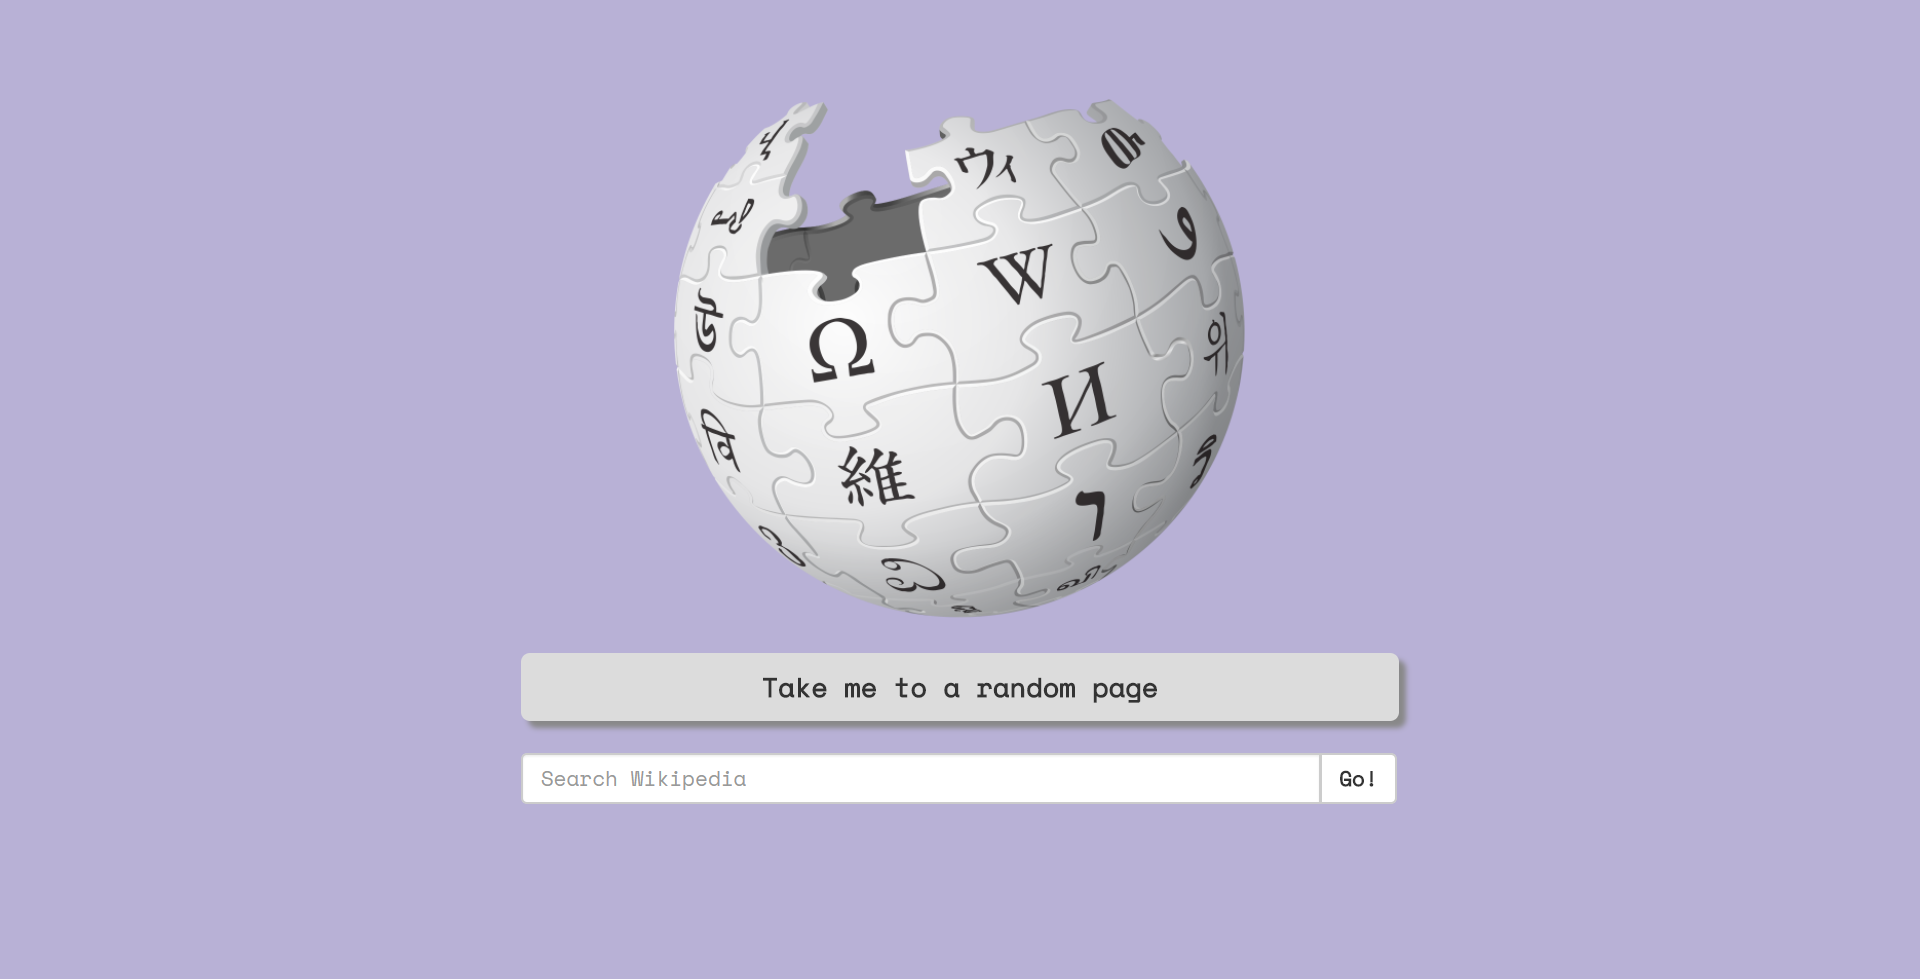 ウィ
W
Ω
И
維
ו
و
위
উ
वि
Take me to a random page
Search Wikipedia
Go!